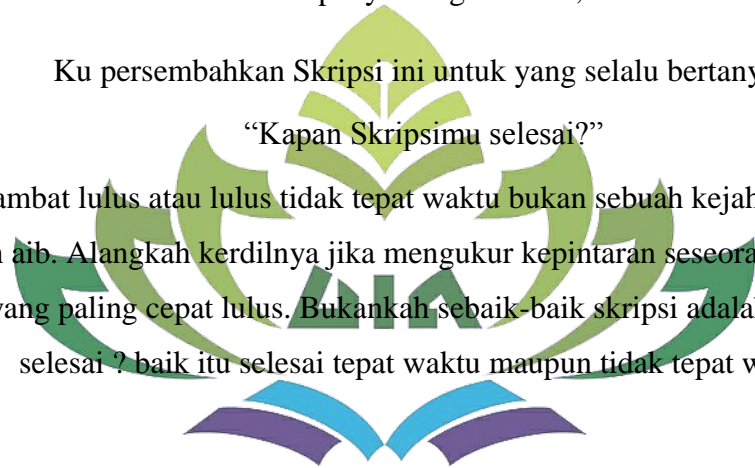 Ku persembahkan Skripsi ini untuk yang selalu bertany
“Kapan Skripsimu selesai?”
ambat lulus atau lulus tidak tepat waktu bukan sebuah kejah
aib. Alangkah kerdilnya jika mengukur kepintaran seseora
yang paling cepat lulus. Bukankah sebaik-baik skripsi adala
selesai ? baik itu selesai tepat waktu maupun tidak tepat w
UIN